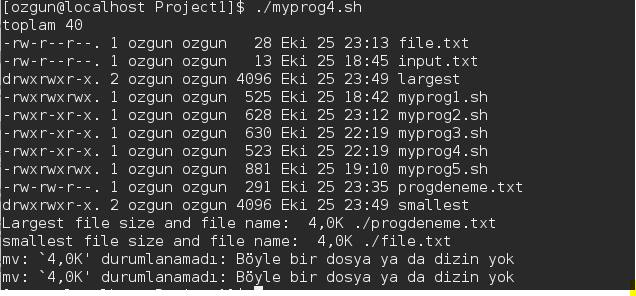 [ozgun@localhost Project1]$ ./myprog4.sh
toplam 40
-rw-r--r--. 1 ozgun ozgun   28 Eki 25 23:13 file.txt
-rw-r--r--. 1 ozgun ozgun   13 Eki 25 18:45 input.txt
drwxrwxr-x. 2 ozgun ozgun 4096 Eki 25 23:49 largest
-rwxrwxrwx. 1 ozgun ozgun  525 Eki 25 18:42 myprog1.sh
-rwxr-xr-x. 1 ozgun ozgun  628 Eki 25 23:12 myprog2.sh
-rwxr-xr-x. 1 ozgun ozgun  630 Eki 25 22:19 myprog3.sh
-rwxr-xr-x. 1 ozgun ozgun  523 Eki 25 22:19 myprog4.sh
-rwxrwxrwx. 1 ozgun ozgun  881 Eki 25 19:10 myprog5.sh
-rw-rw-r--. 1 ozgun ozgun  291 Eki 25 23:35 progdeneme.txt
drwxrwxr-x. 2 ozgun ozgun 4096 Eki 25 23:49 smallest
Largest file size and file name:  4,0K ./progdeneme.txt
smallest file size and file name:  4,0K ./file.txt
mv: `4,0K' durumlanamadı: Böyle bir dosya ya da dizin yok
mv: `4,0K' durumlanamadı: Böyle bir dosya ya da dizin yok